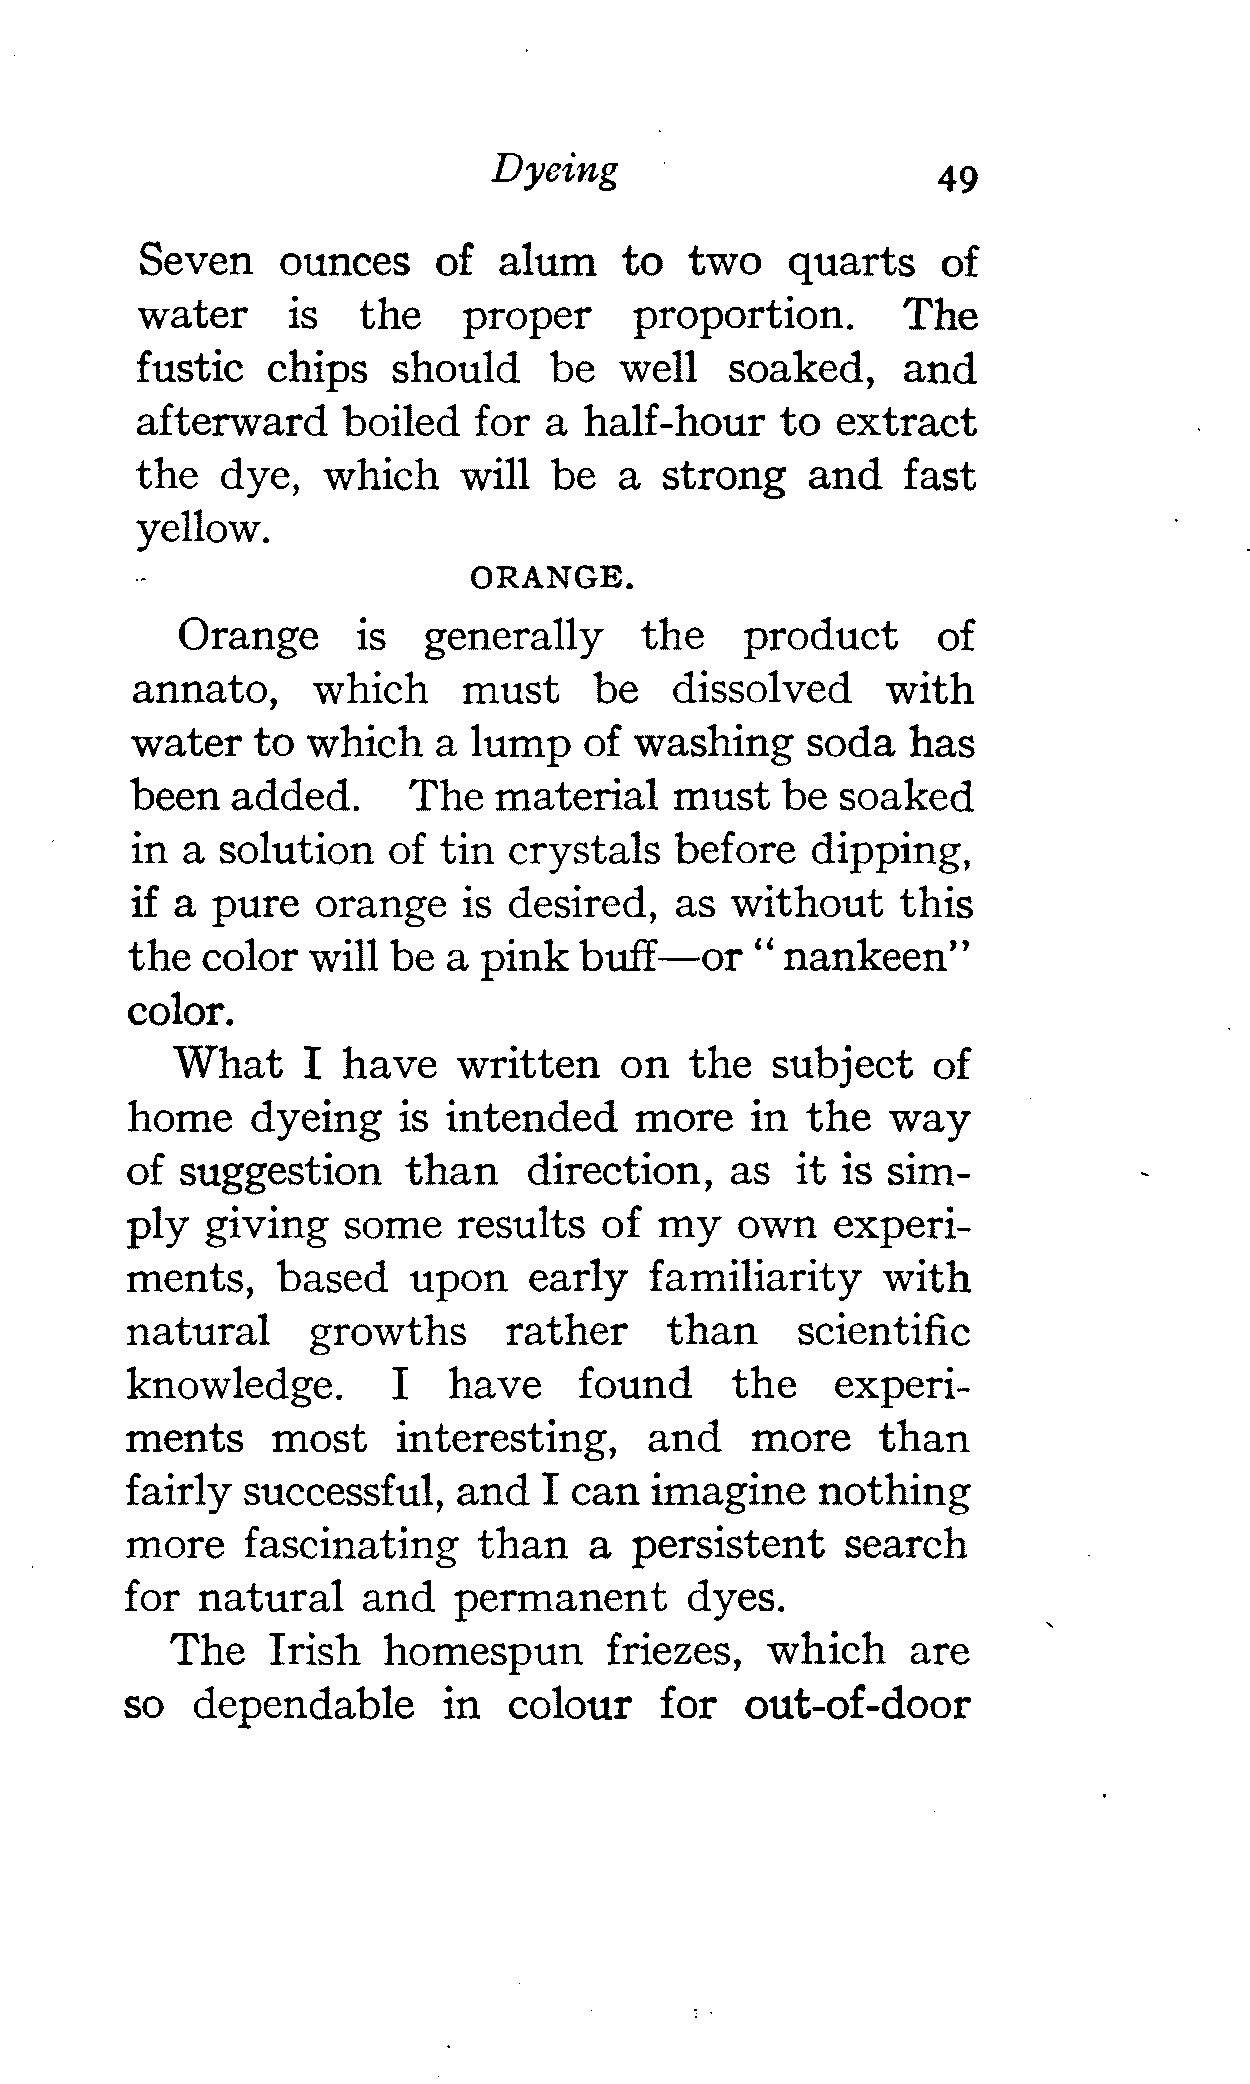 Dyeing 49
Seven ounces of alum to two quarts of
water is the proper proportion. The
fustic chips should be well soaked, and
afterward boiled for a half-hour to extract
the dye, which will be a strong and fast
yellow.
ORANGE.
Orange is generally the product of
annato, which must be dissolved with
water to which a lump of washing soda has
been added. The material must be soaked
in a solution of tin crystals before dipping,
if a pure orange is desired, as without this
the color will be a pink buff—or "nankeen"
color.
What I have written on the subject of
home dyeing is intended more in the way
of suggestion than direction, as it is sim-
ply giving some results of my own experi-
ments, based upon early familiarity with
natural growths rather than scientific
knowledge. I have found the experi-
ments most interesting, and more than
fairly successful, and I can imagine nothing
more fascinating than a persistent search
for natural and permanent dyes.
The Irish homespun friezes, which are
so dependable in colour for out-of-door